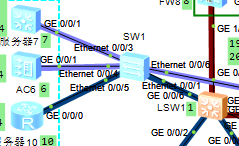 FW8 8
SW1
GE 0/0/1
服务器7 7
Ethernet 0/0/3
GE 1/
GE 0/0/1
Ethernet 0/0/4
Ethernet 0/0/6
AC6 6
Ethernet 0/0/5
GE 0/0/1
GE 0/0/6
LSW1 1
GE 0/0/0
GE 0/0/2
服务器10 10
GE 0/